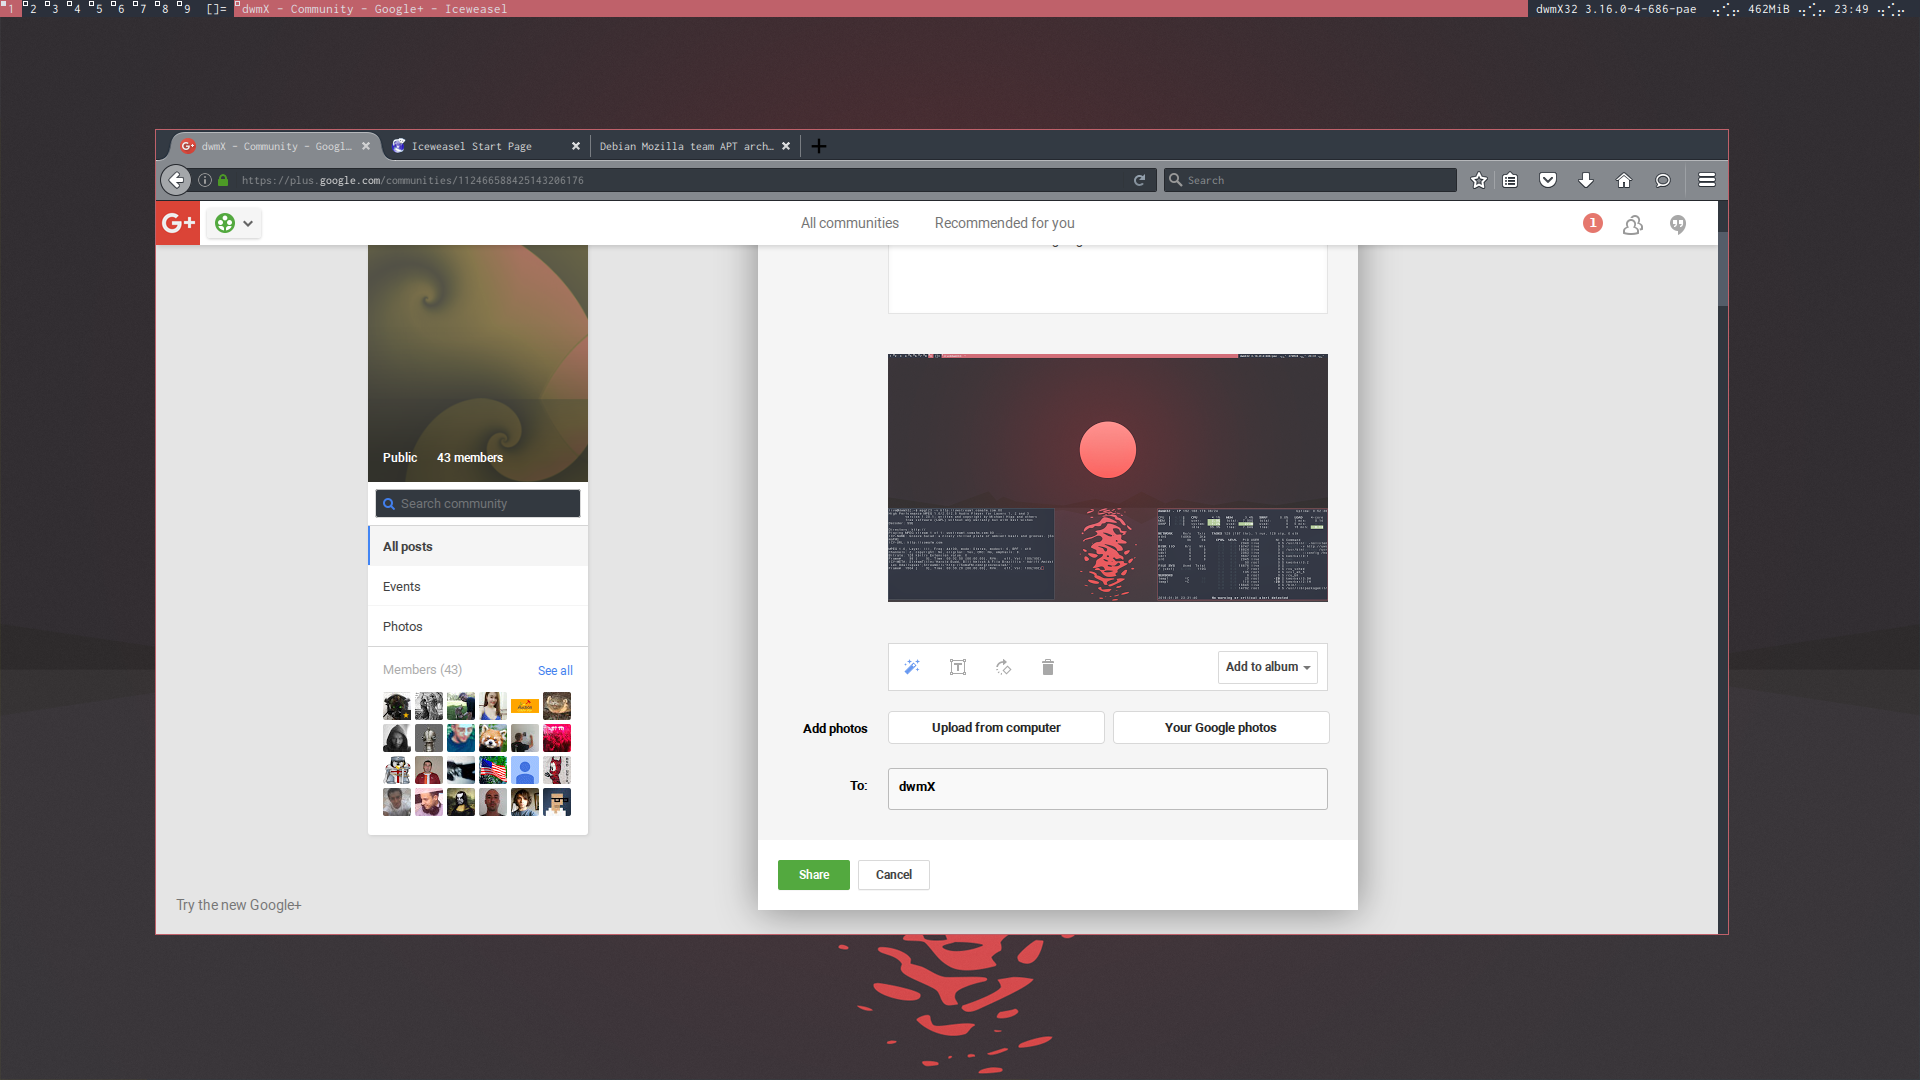 1 2 3 4 5 6 7 8 9 []= dwmX - Community - Google+ - Iceweasel dwmX32 3.16.0-4-686-pae 462MiB 23:49
dwmX - Community - Googl… Iceweasel Start Page Debian Mozilla team APT arch…
https://plus.google.com/communities/112466588425143206176 Search
G+ All communities Recommended for you 1
Public 43 members
Search community
All posts
Events
Photos
Members (43) See all
Add to album
Add photos Upload from computer Your Google photos
To: dwmX
Share Cancel
Try the new Google+